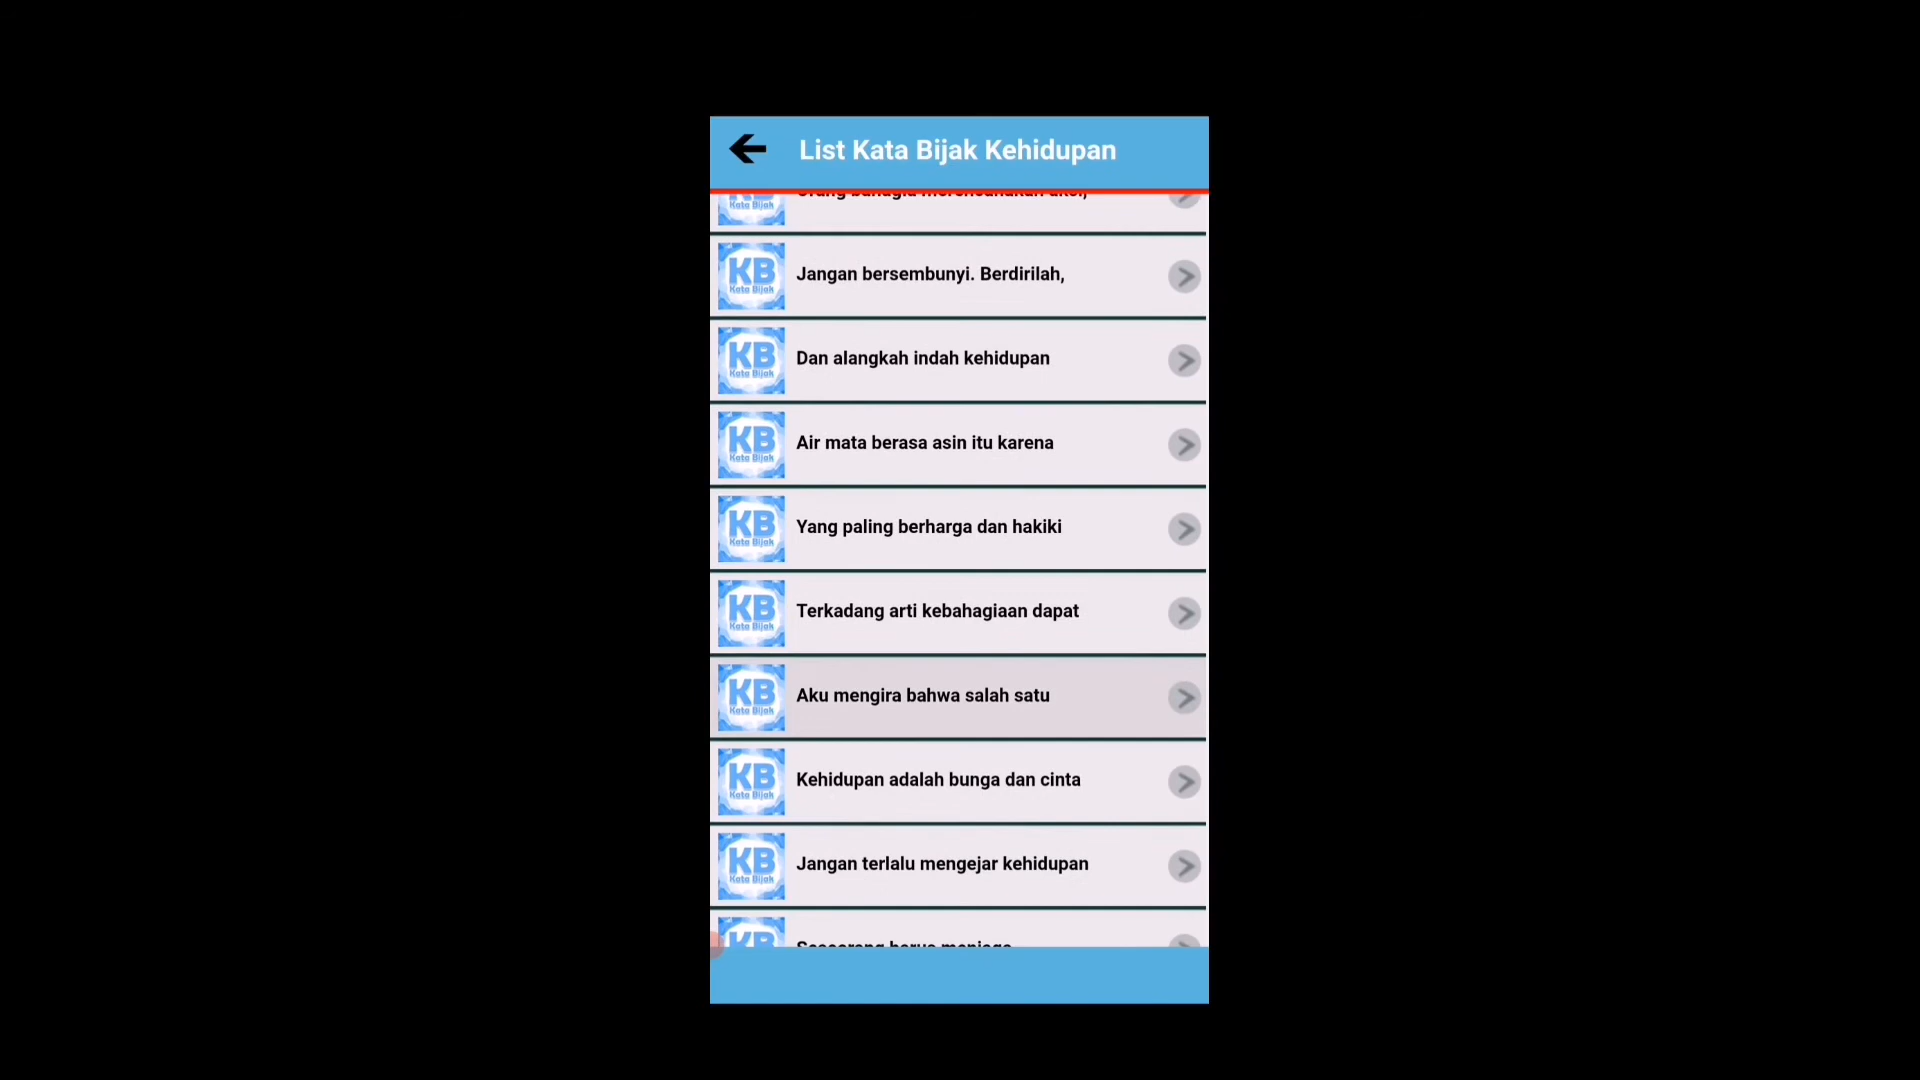 List Kata Bijak Kehidupan
KB
Kata Bijak
Jangan bersembunyi. Berdirilah,
KB
Kata Bijak
Dan alangkah indah kehidupan
KB
Kata Bijak
Air mata berasa asin itu karena
KB
Kata Bijak
Yang paling berharga dan hakiki
KB
Kata Bijak
Terkadang arti kebahagiaan dapat
KB
Kata Bijak
Aku mengira bahwa salah satu
KB
Kata Bijak
Kehidupan adalah bunga dan cinta
KB
Kata Bijak
Jangan terlalu mengejar kehidupan